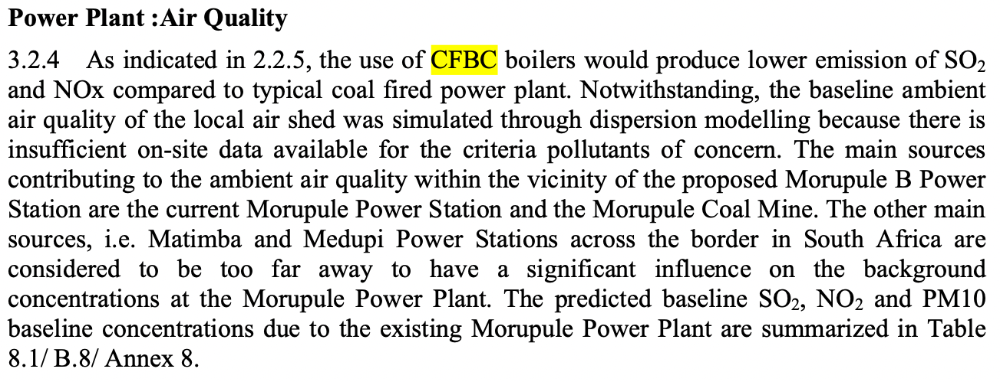 Power Plant :Air Quality
3.2.4 As indicated in 2.2.5, the use of CFBC boilers would produce lower emission of SO₂
and NOx compared to typical coal fired power plant. Notwithstanding, the baseline ambient
air quality of the local air shed was simulated through dispersion modelling because there is
insufficient on-site data available for the criteria pollutants of concern. The main sources
contributing to the ambient air quality within the vicinity of the proposed Morupule B Power
Station are the current Morupule Power Station and the Morupule Coal Mine. The other main
sources, i.e. Matimba and Medupi Power Stations across the border in South Africa are
considered to be too far away to have a significant influence on the background
concentrations at the Morupule Power Plant. The predicted baseline SO₂, NO₂ and PM10
baseline concentrations due to the existing Morupule Power Plant are summarized in Table
8.1/ B.8/ Annex 8.